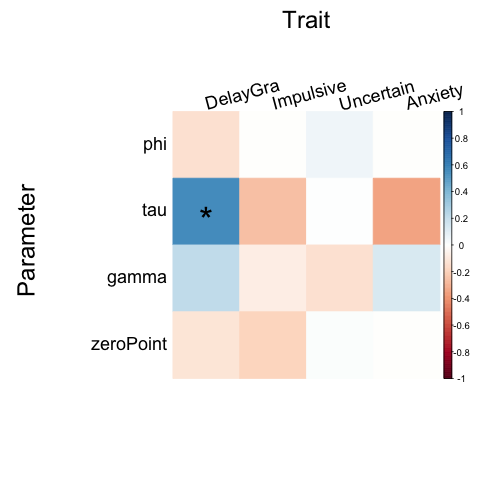 Trait
DelayGra Impulsive Uncertain Anxiety
Parameter
phi
tau
gamma
zeroPoint
*
1
0.8
0.6
0.4
0.2
0
-0.2
-0.4
-0.6
-0.8
-1